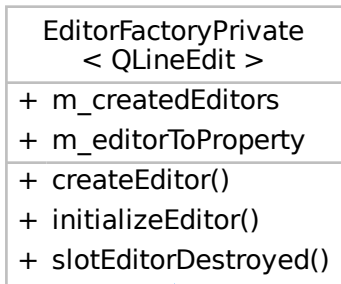 EditorFactoryPrivate
< QLineEdit >
+ m_createdEditors
+ m_editorToProperty
+ createEditor()
+ initializeEditor()
+ slotEditorDestroyed()